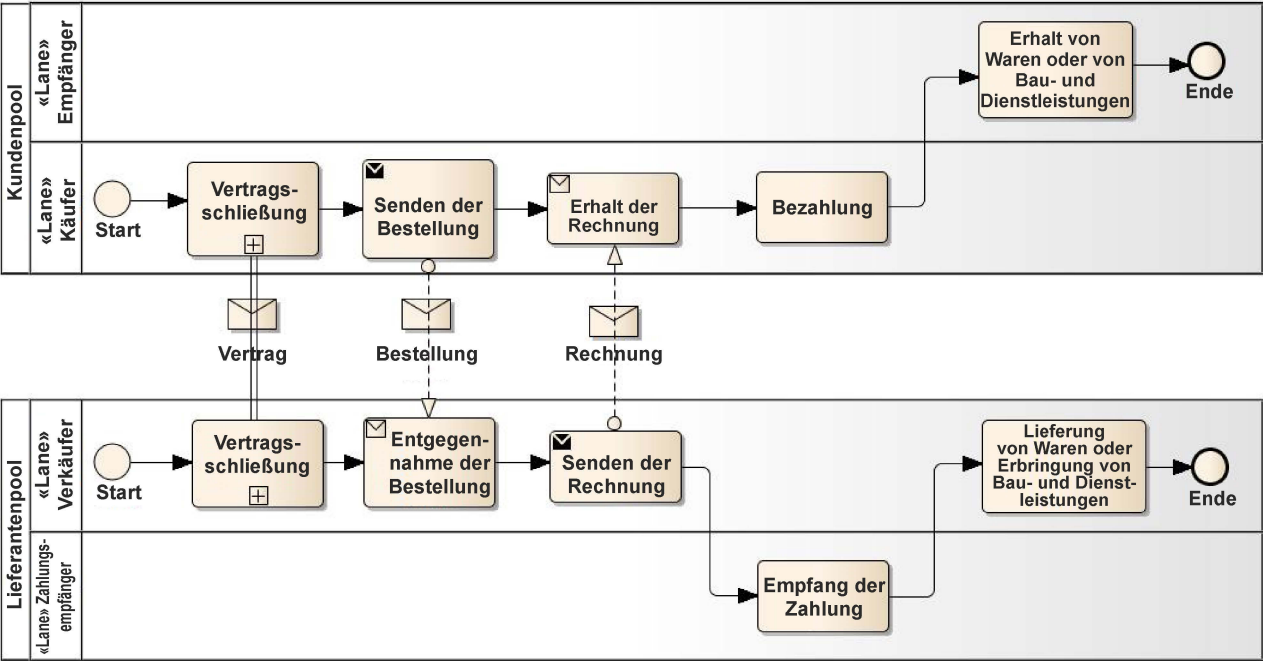 Kundenpool
«Lane»
Empfänger
Erhalt von
Waren oder von
Bau- und
Dienstleistungen
Ende
«Lane»
Käufer
Start
Vertrags-
schließung
Senden der
Bestellung
Erhalt der
Rechnung
Bezahlung
Vertrag
Bestellung
Rechnung
Lieferantenpool
«Lane»
Verkäufer
Start
Vertrags-
schließung
Entgegen-
nahme der
Bestellung
Senden der
Rechnung
Lieferung
von Waren oder
Erbringung von
Bau- und Dienst-
leistungen
Ende
«Lane» Zahlungs-
empfänger
Empfang der
Zahlung